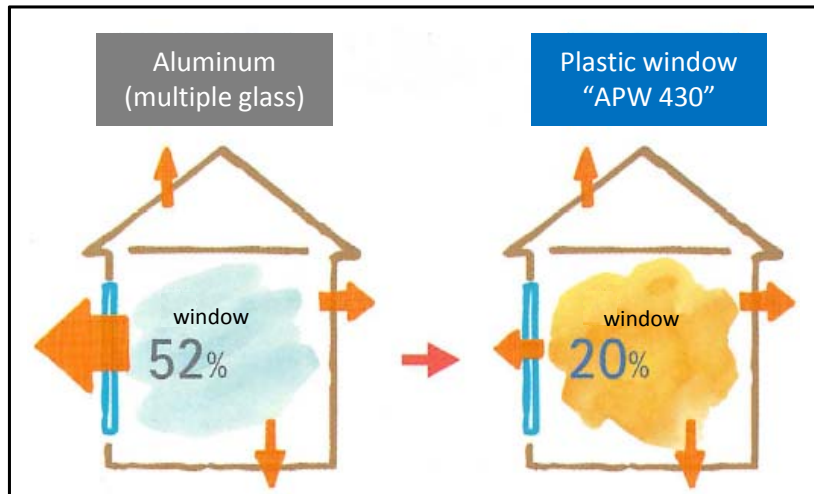 Aluminum
(multiple glass)
Plastic window
“APW 430”
window
52%
window
20%